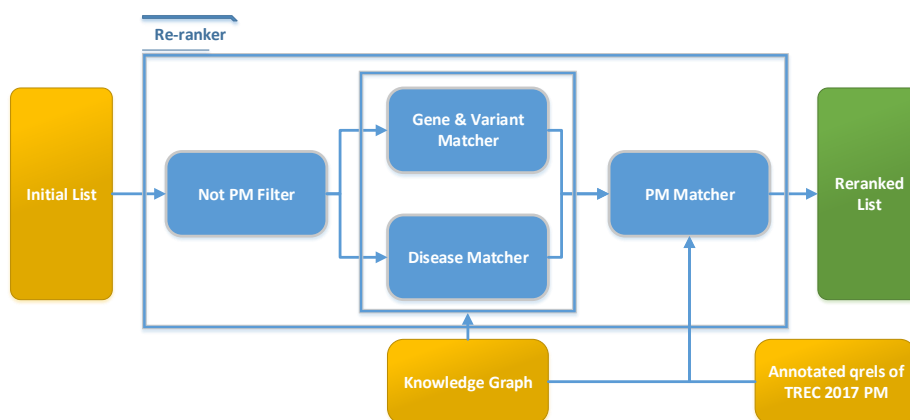 Re-ranker
Initial List
Not PM Filter
Gene & Variant
Matcher
Disease Matcher
PM Matcher
Reranked
List
Knowledge Graph
Annotated qrels of
TREC 2017 PM